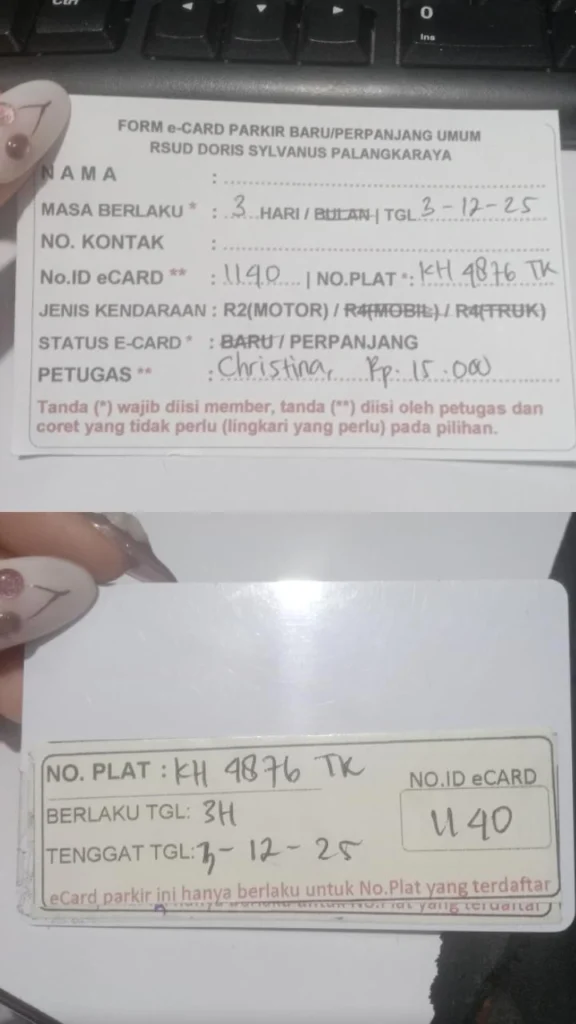 Ctrl
0
Ins
FORM e-CARD PARKIR BARU/PERPANJANG UMUM
RSUD DORIS SYLVANUS PALANGKARAYA
NAMA :
MASA BERLAKU * : 3 HARI / BULAN | TGL 3-12-25
NO. KONTAK :
No.ID eCARD ** : 1140 | NO.PLAT *: KH 4876 TK
JENIS KENDARAAN : R2(MOTOR) / R4(MOBIL) / R4(TRUK)
STATUS E-CARD * : BARU / PERPANJANG
PETUGAS ** : Christina, Rp. 15.000
Tanda (*) wajib diisi member, tanda (**) diisi oleh petugas dan
coret yang tidak perlu (lingkari yang perlu) pada pilihan.
NO. PLAT : KH 4876 TK
NO.ID eCARD
BERLAKU TGL: 3H
1140
TENGGAT TGL: 3-12-25
eCard parkir ini hanya berlaku untuk No.Plat yang terdaftar